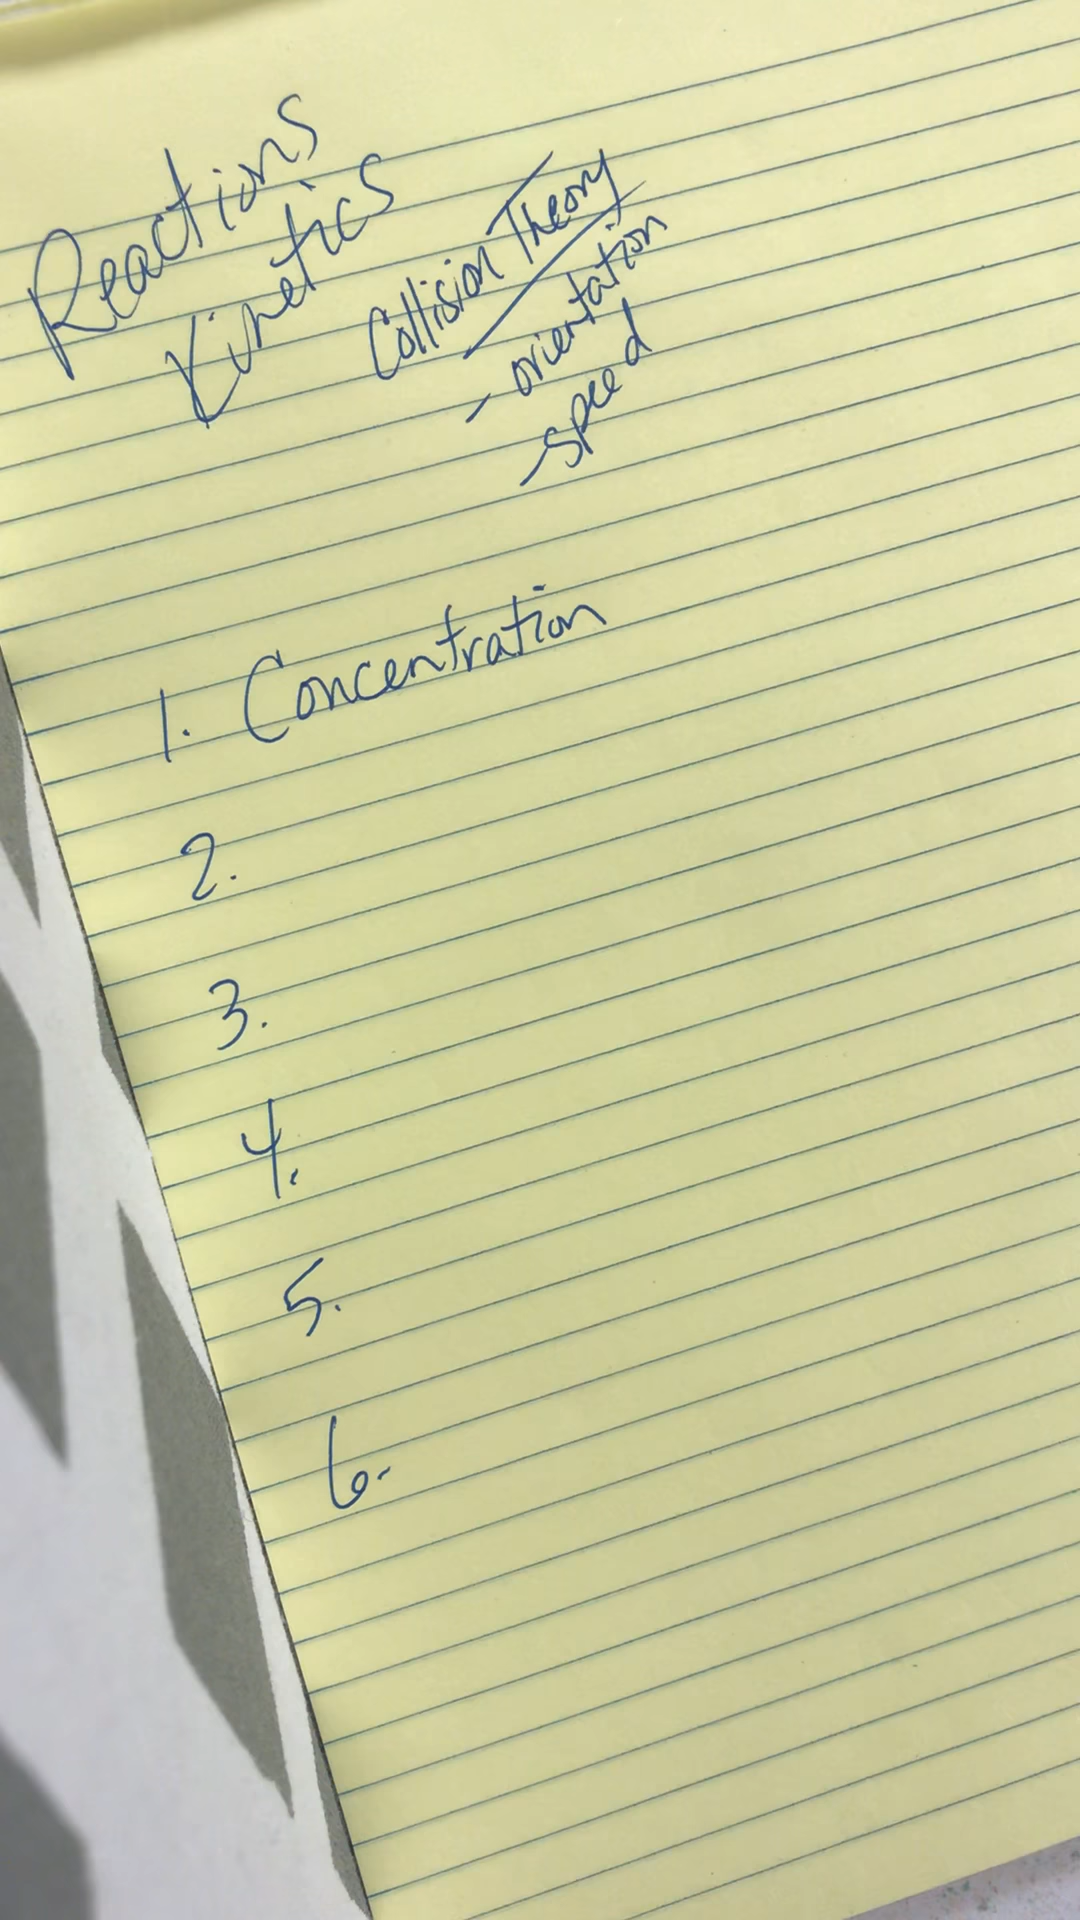 Reactions
Kinetics
Collision Theory
- orientation
- speed
1. Concentration
2.
3.
4.
5.
6.